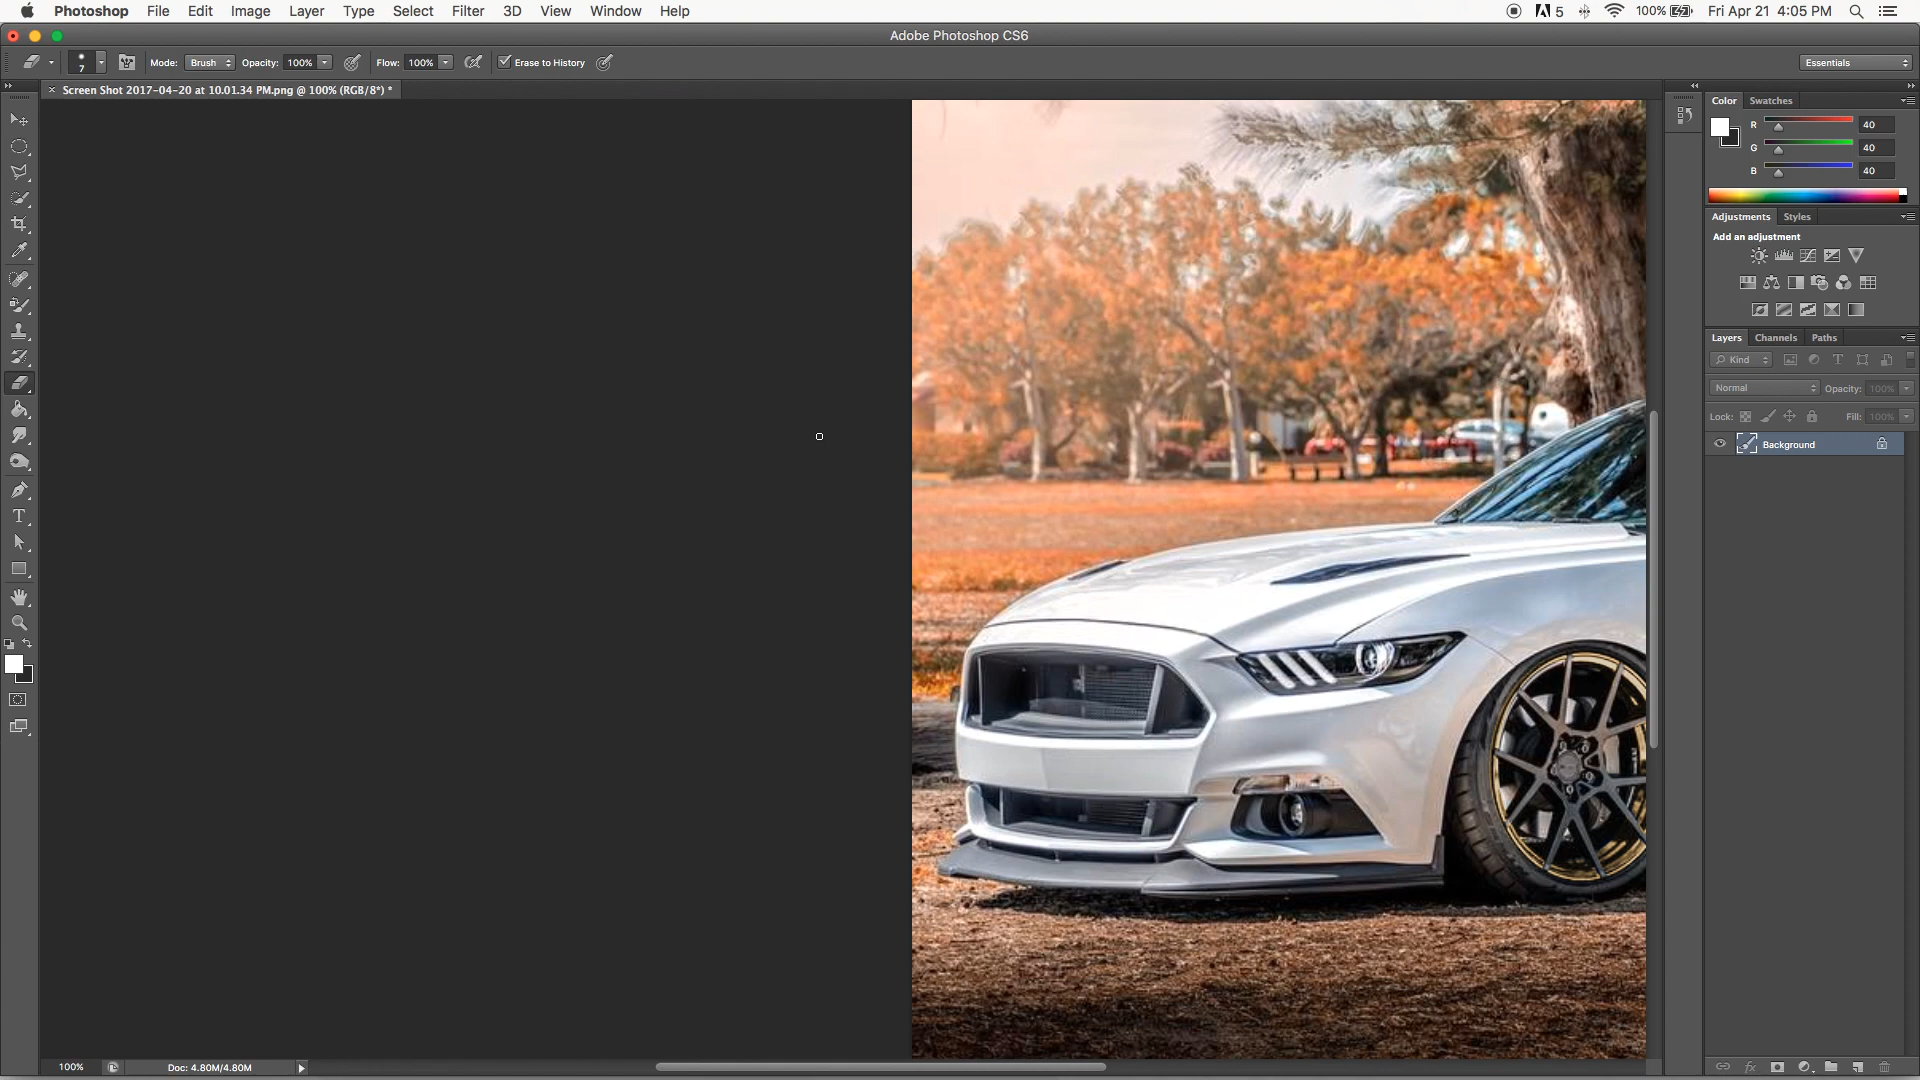 Photoshop File Edit Image Layer Type Select Filter 3D View Window Help 5 100% Fri Apr 21 4:05 PM
Adobe Photoshop CS6
7 Mode: Brush Opacity: 100% Flow: 100% Erase to History Essentials
Screen Shot 2017-04-20 at 10.01.34 PM.png @ 100% (RGB/8*) *
Color Swatches
R 40
G 40
B 40
Adjustments Styles
Add an adjustment
Layers Channels Paths
Kind
Normal Opacity: 100%
Lock: Fill: 100%
Background
100% Doc: 4.80M/4.80M